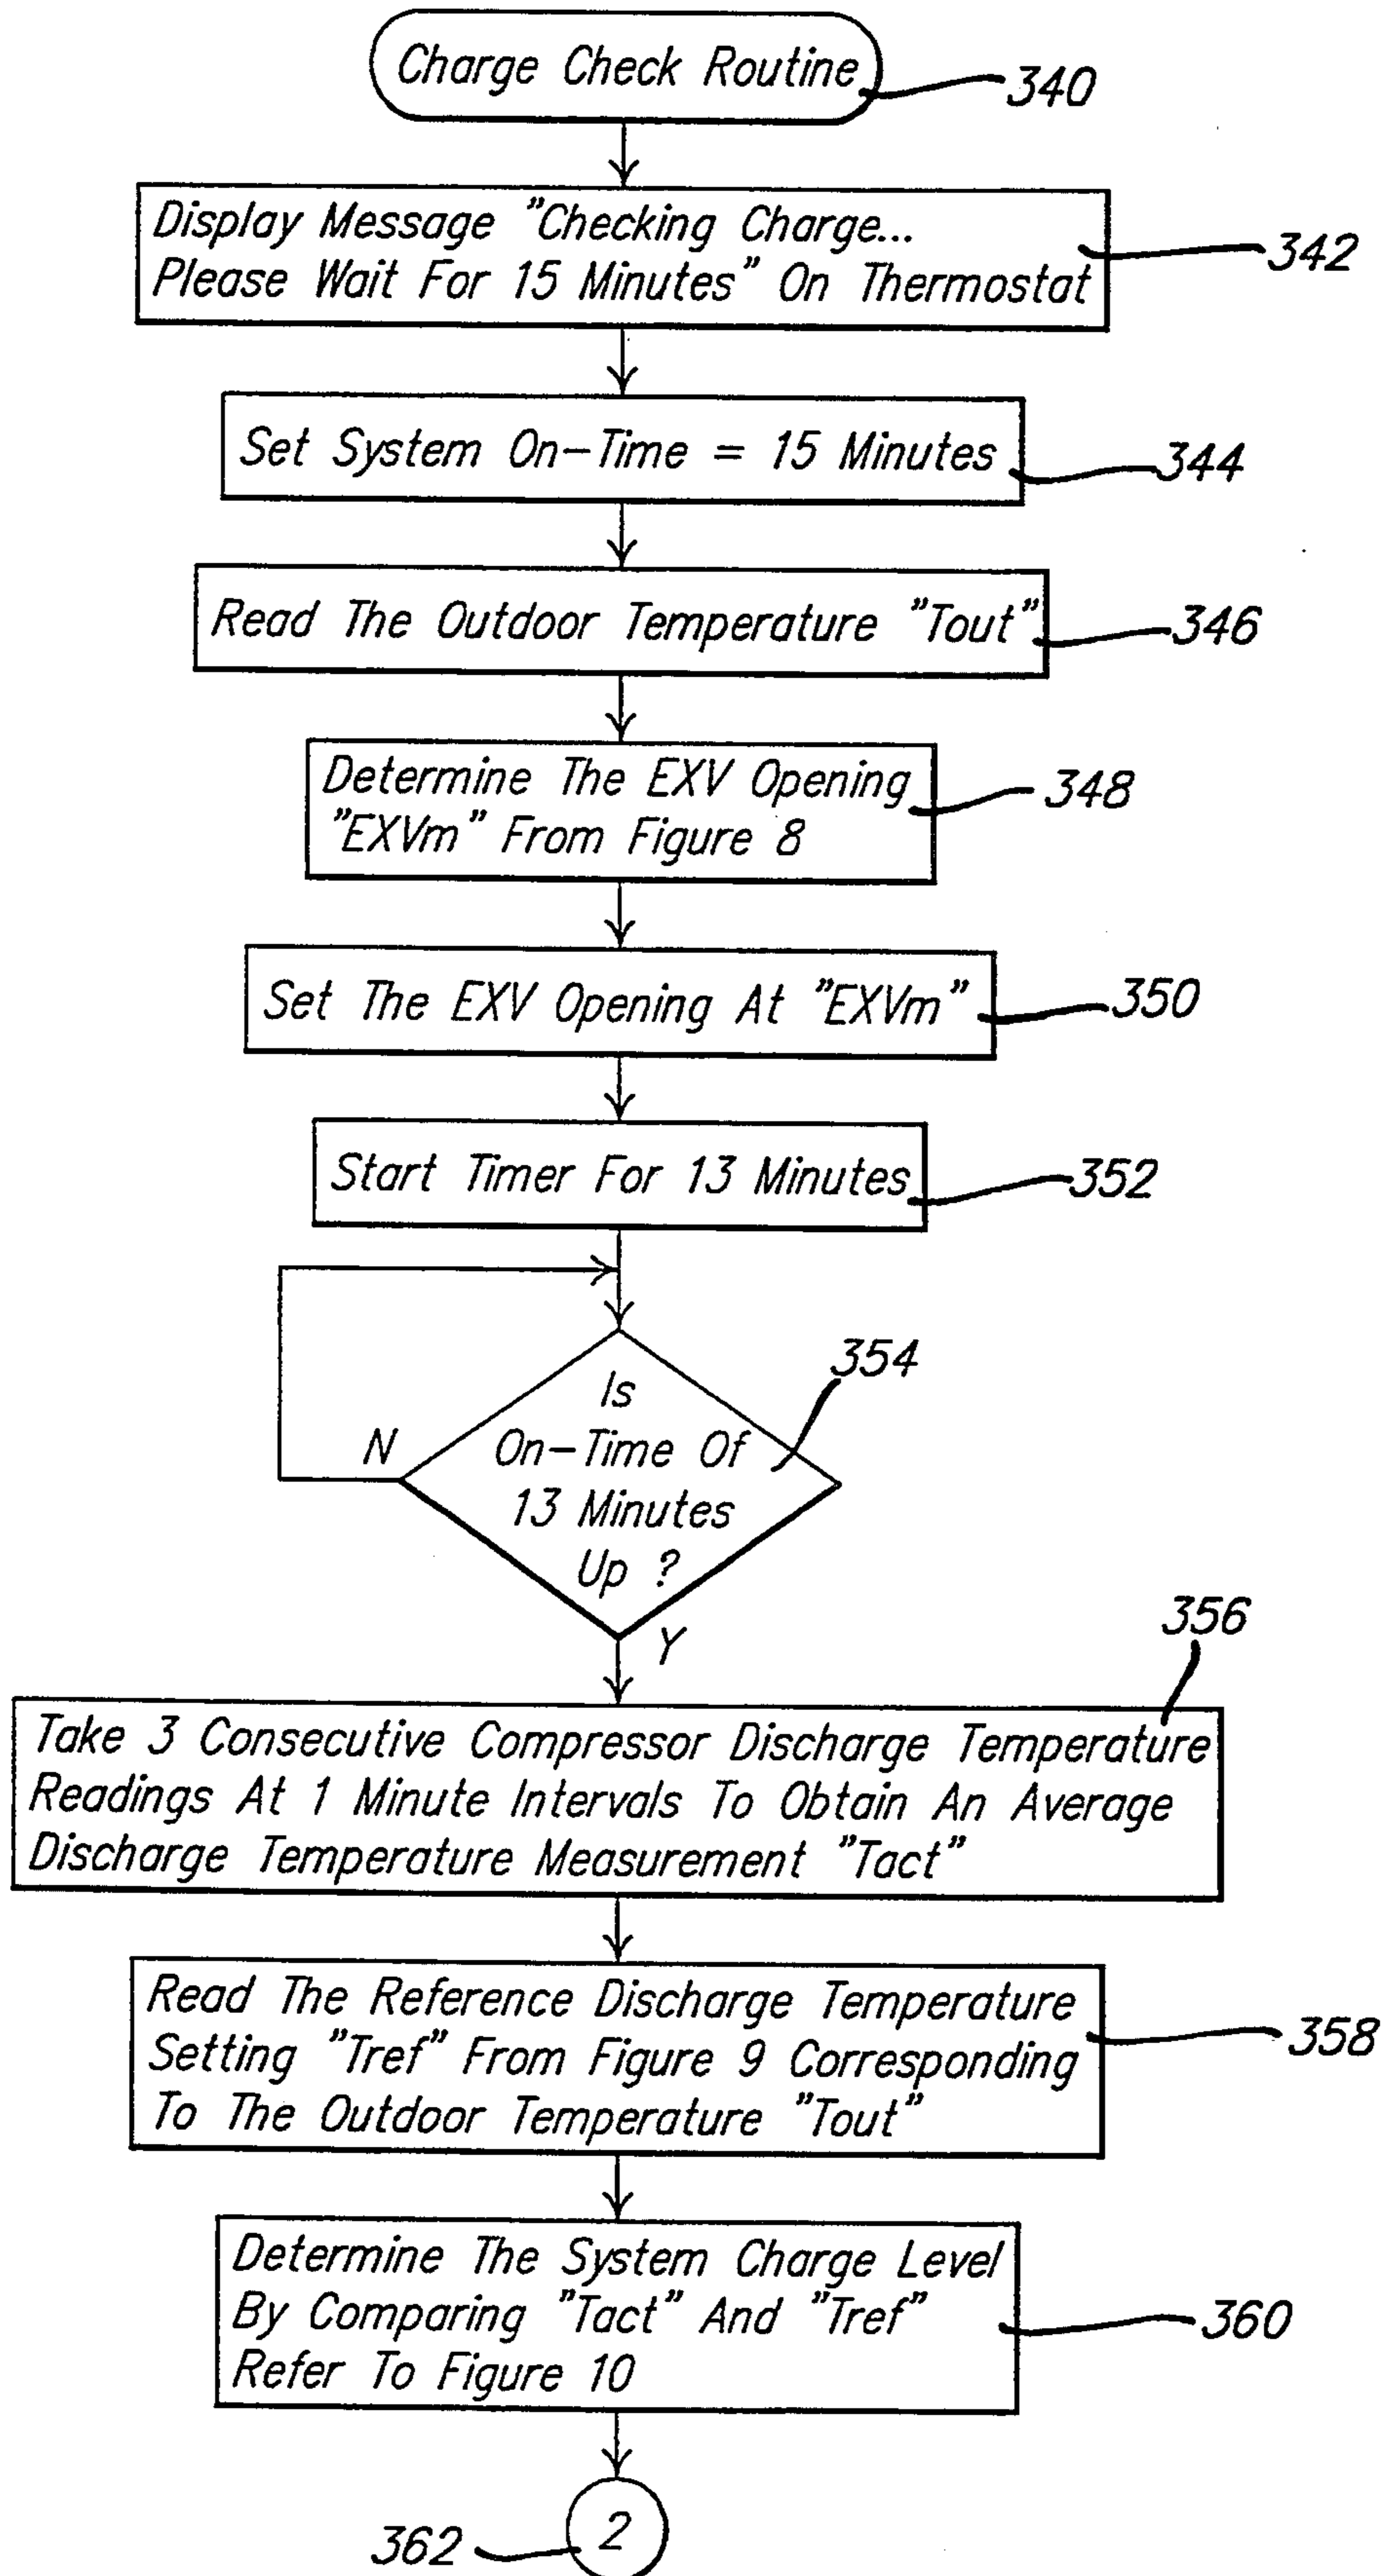 Charge Check Routine
340
Display Message "Checking Charge...
Please Wait For 15 Minutes" On Thermostat
342
Set System On-Time = 15 Minutes
344
Read The Outdoor Temperature "Tout"
346
Determine The EXV Opening
"EXVm" From Figure 8
348
Set The EXV Opening At "EXVm"
350
Start Timer For 13 Minutes
352
354
Is
On-Time Of
13 Minutes
Up ?
N
Y
356
Take 3 Consecutive Compressor Discharge Temperature
Readings At 1 Minute Intervals To Obtain An Average
Discharge Temperature Measurement "Tact"
Read The Reference Discharge Temperature
Setting "Tref" From Figure 9 Corresponding
To The Outdoor Temperature "Tout"
358
Determine The System Charge Level
By Comparing "Tact" And "Tref"
Refer To Figure 10
360
2
362